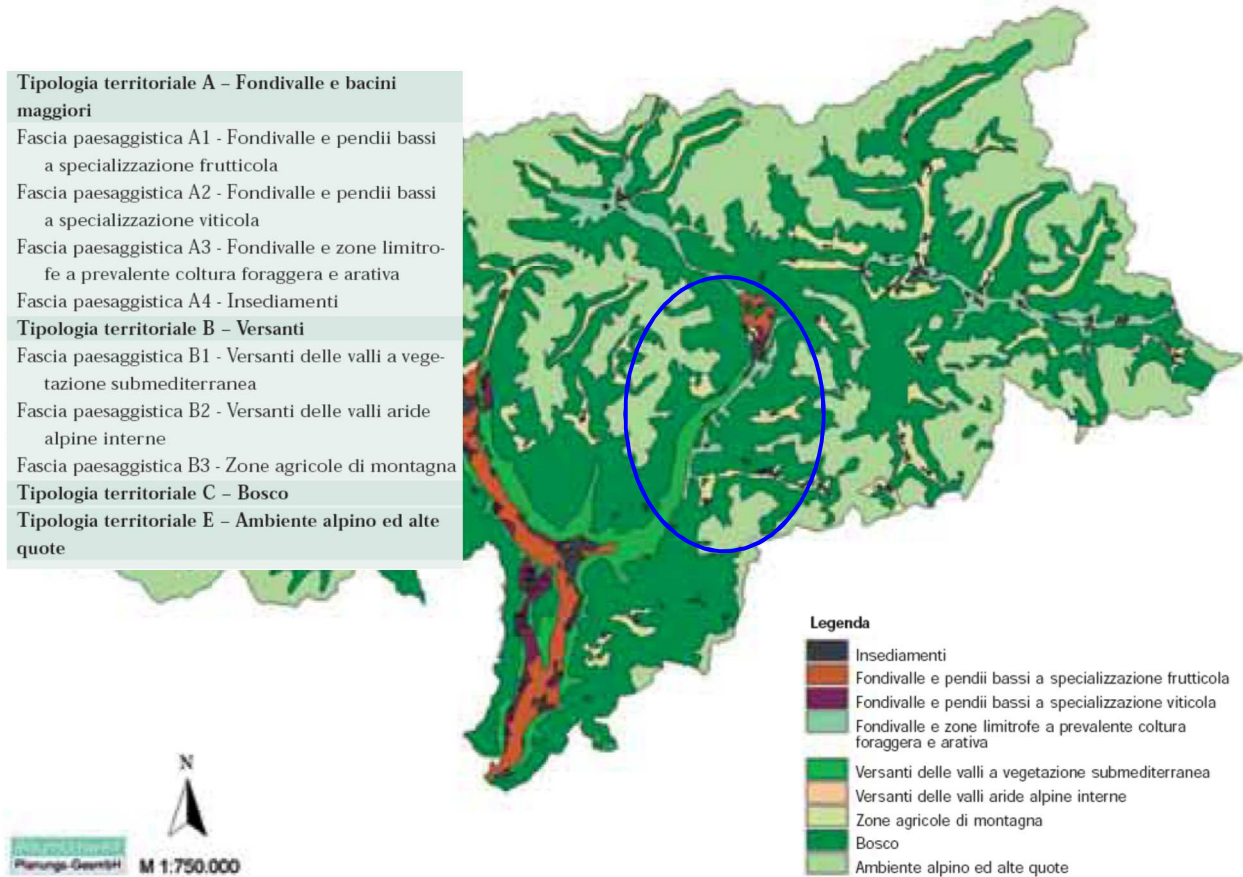 Tipologia territoriale A – Fondivalle e bacini
maggiori
Fascia paesaggistica A1 - Fondivalle e pendii bassi
a specializzazione frutticola
Fascia paesaggistica A2 - Fondivalle e pendii bassi
a specializzazione viticola
Fascia paesaggistica A3 - Fondivalle e zone limitro-
fe a prevalente coltura foraggera e arativa
Fascia paesaggistica A4 - Insediamenti
Tipologia territoriale B – Versanti
Fascia paesaggistica B1 - Versanti delle valli a vege-
tazione submediterranea
Fascia paesaggistica B2 - Versanti delle valli aride
alpine interne
Fascia paesaggistica B3 - Zone agricole di montagna
Tipologia territoriale C – Bosco
Tipologia territoriale E – Ambiente alpino ed alte
quote
Legenda
Insediamenti
Fondivalle e pendii bassi a specializzazione frutticola
Fondivalle e pendii bassi a specializzazione viticola
Fondivalle e zone limitrofe a prevalente coltura
foraggera e arativa
Versanti delle valli a vegetazione submediterranea
Versanti delle valli aride alpine interne
Zone agricole di montagna
Bosco
Ambiente alpino ed alte quote
N
Planungs-GesmbH
M 1:750.000